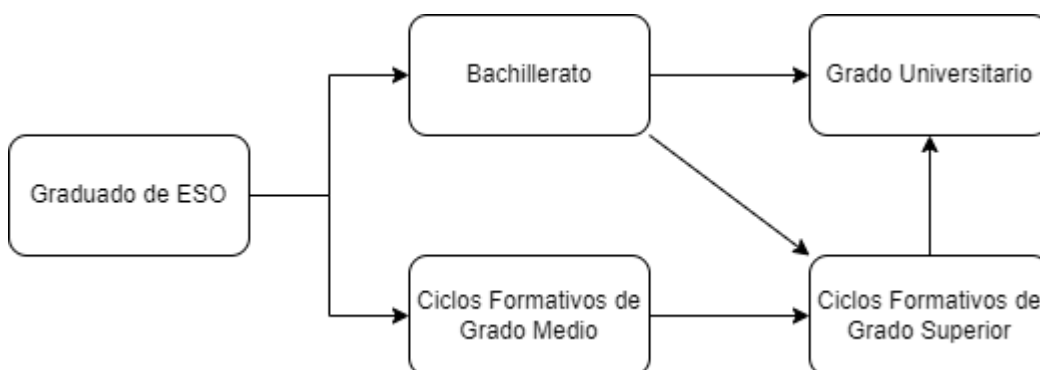 Bachillerato
Grado Universitario
Graduado de ESO
Ciclos Formativos de
Grado Medio
Ciclos Formativos de
Grado Superior